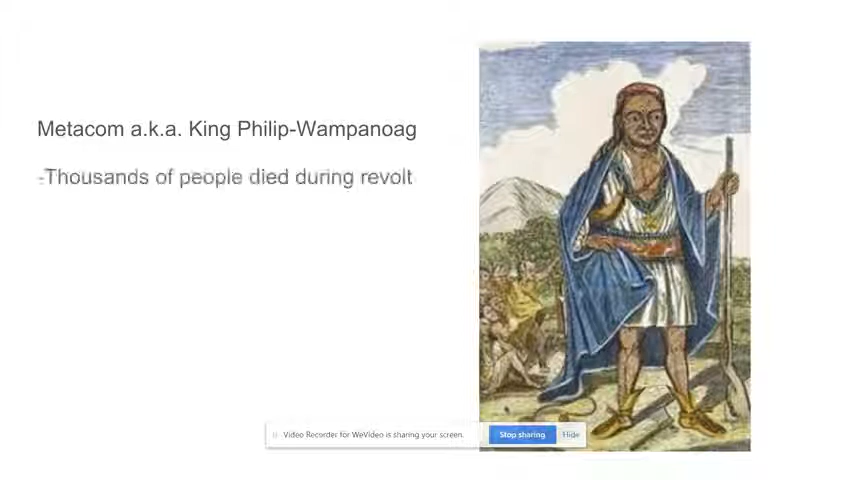 Metacom a.k.a. King Philip-Wampanoag
-Thousands of people died during revolt
Video Recorder for WeVideo is sharing your screen.
Stop sharing
Hide